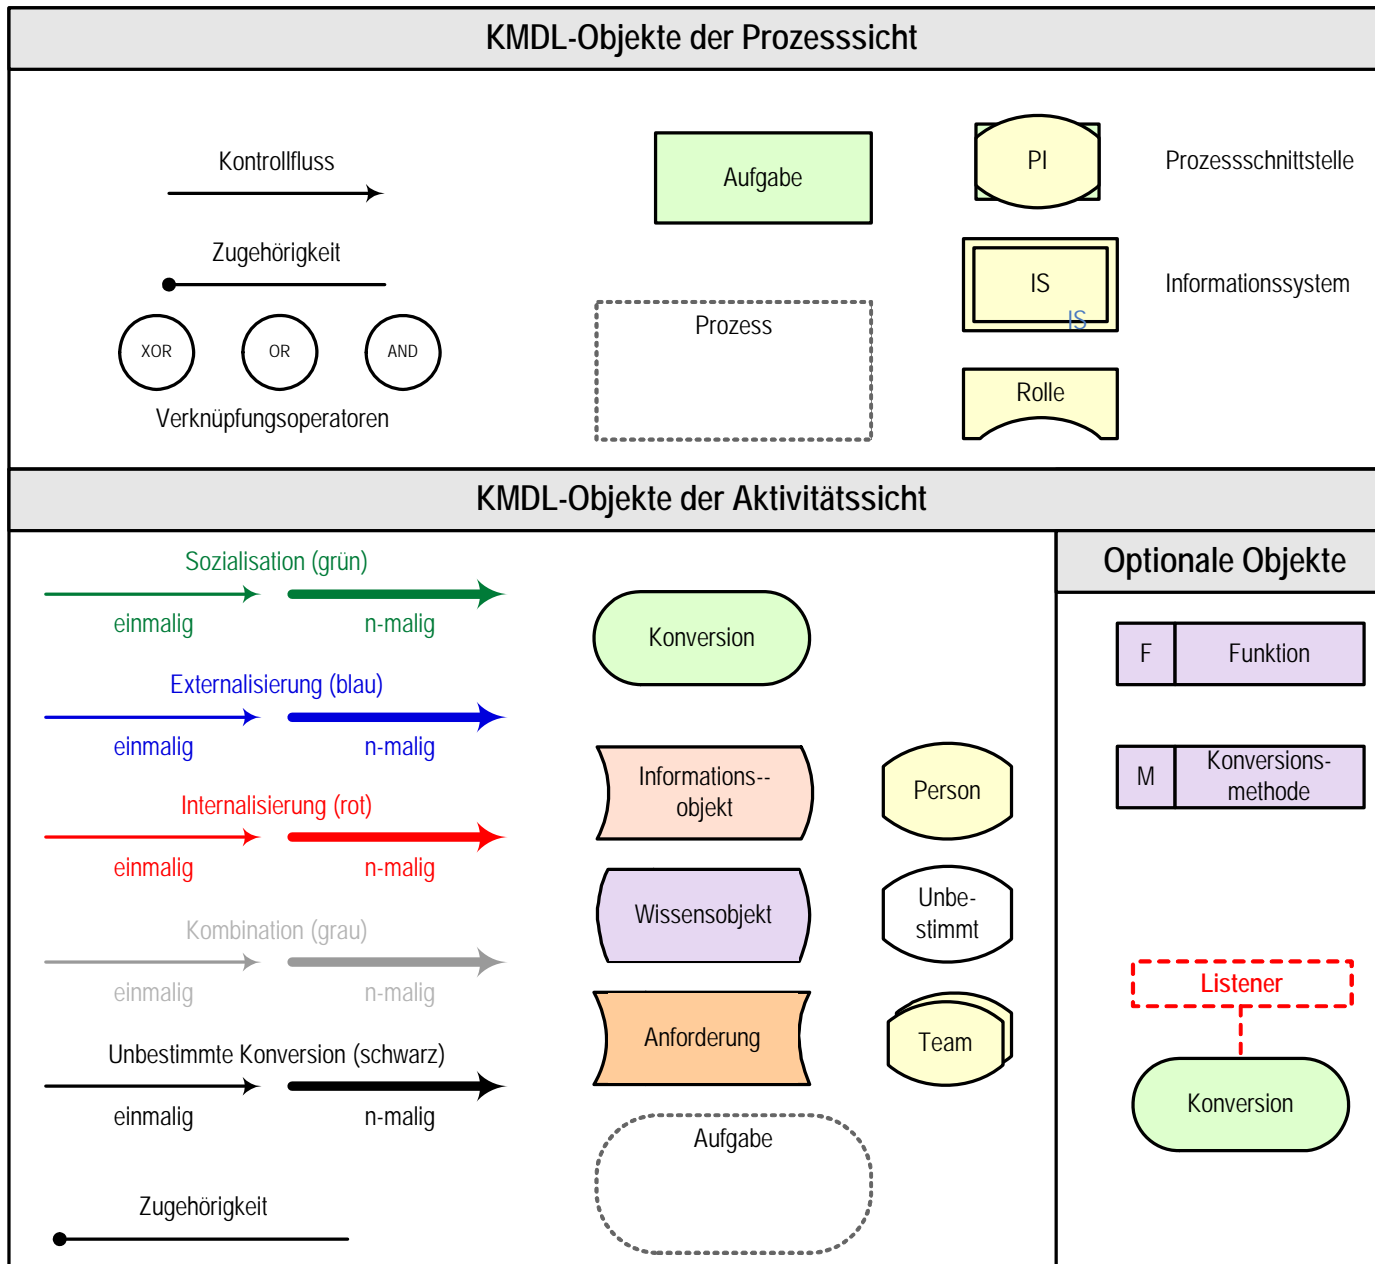 KMDL-Objekte der Prozesssicht
Kontrollfluss
Zugehörigkeit
XOR
OR
AND
Verknüpfungsoperatoren
Aufgabe
Prozess
PI
Prozessschnittstelle
IS
IS
Informationssystem
Rolle
KMDL-Objekte der Aktivitätssicht
Sozialisation (grün)
einmalig
n-malig
Externalisierung (blau)
einmalig
n-malig
Internalisierung (rot)
einmalig
n-malig
Kombination (grau)
einmalig
n-malig
Unbestimmte Konversion (schwarz)
einmalig
n-malig
Zugehörigkeit
Konversion
Informations--
objekt
Wissensobjekt
Anforderung
Aufgabe
Person
Unbe-
stimmt
Team
Optionale Objekte
F
Funktion
M
Konversions-
methode
Listener
Konversion